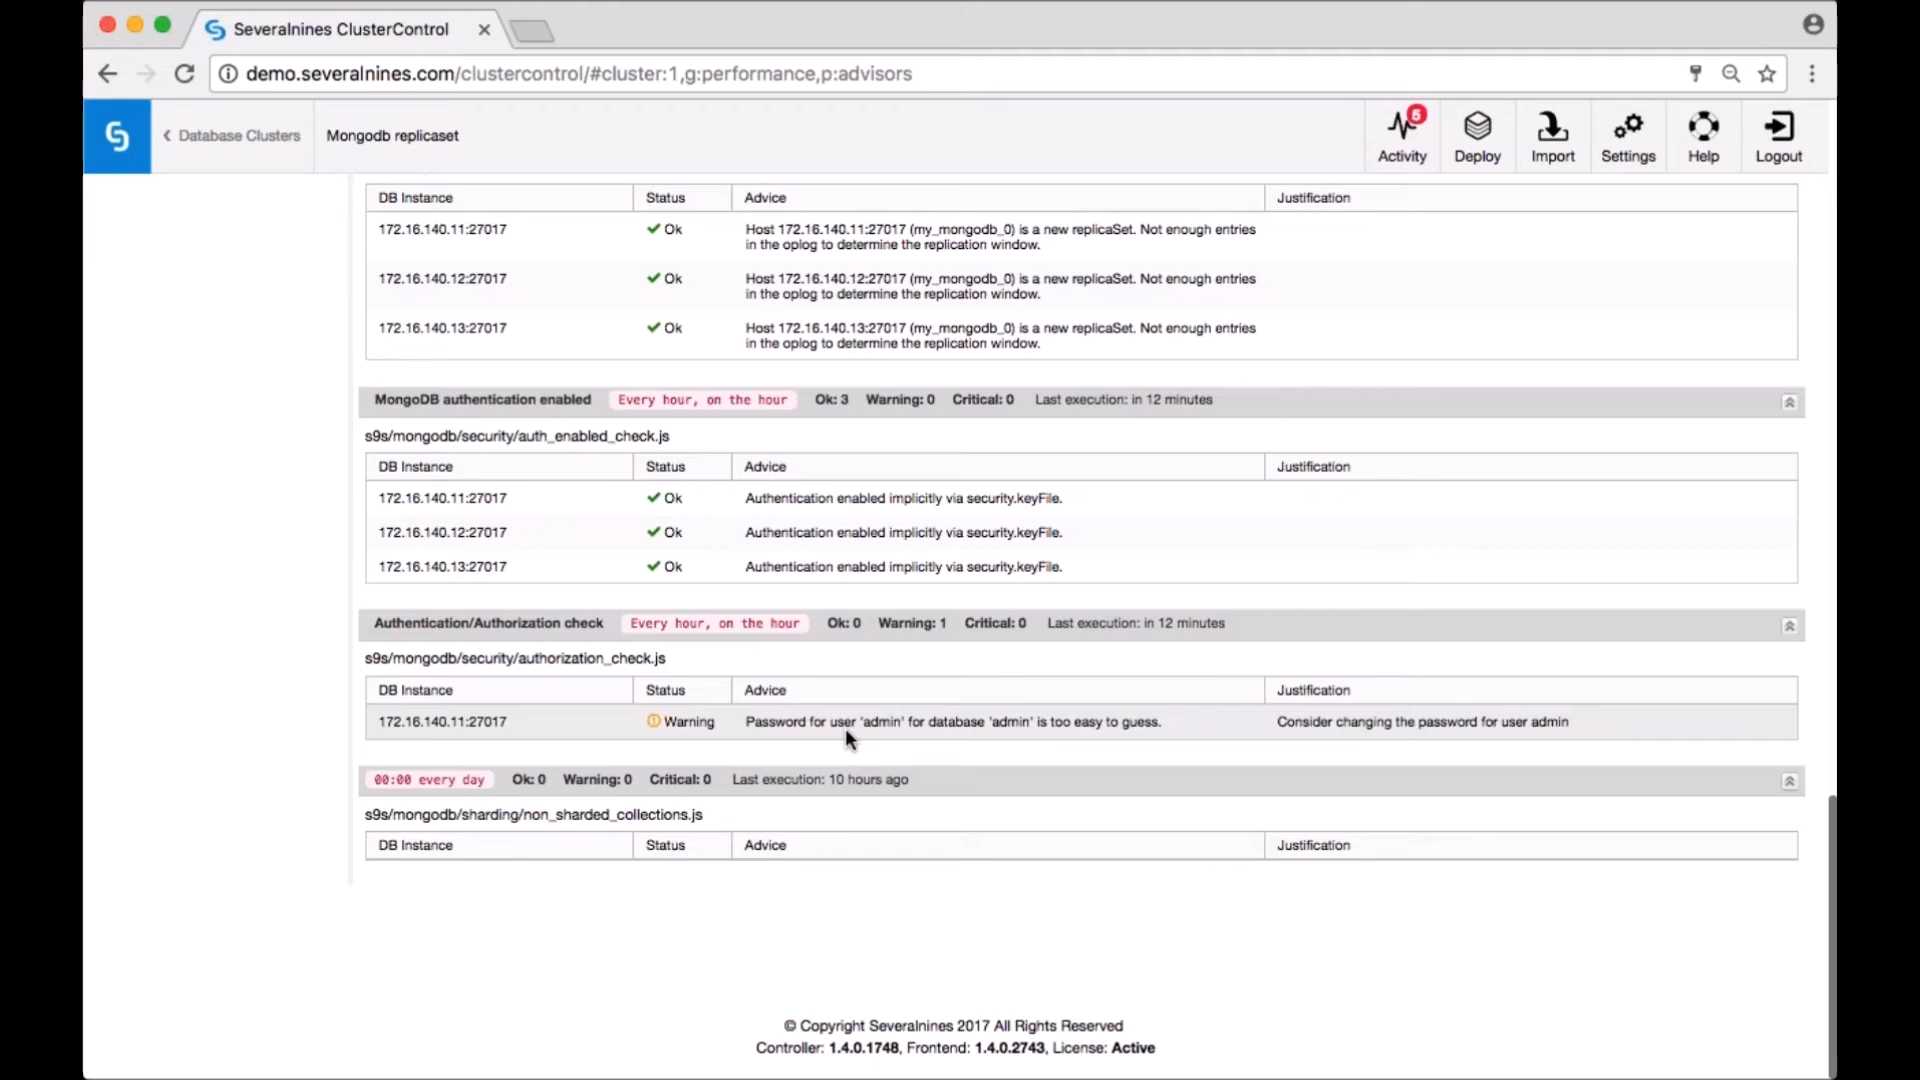 Severalnines ClusterControl
demo.severalnines.com/clustercontrol/#cluster:1,g:performance,p:advisors
Database Clusters
Mongodb replicaset
5
Activity
Deploy
Import
Settings
Help
Logout
DB Instance Status Advice Justification
172.16.140.11:27017 Ok Host 172.16.140.11:27017 (my_mongodb_0) is a new replicaSet. Not enough entries
in the oplog to determine the replication window.
172.16.140.12:27017 Ok Host 172.16.140.12:27017 (my_mongodb_0) is a new replicaSet. Not enough entries
in the oplog to determine the replication window.
172.16.140.13:27017 Ok Host 172.16.140.13:27017 (my_mongodb_0) is a new replicaSet. Not enough entries
in the oplog to determine the replication window.
MongoDB authentication enabled Every hour, on the hour Ok: 3 Warning: 0 Critical: 0 Last execution: in 12 minutes
s9s/mongodb/security/auth_enabled_check.js
DB Instance Status Advice Justification
172.16.140.11:27017 Ok Authentication enabled implicitly via security.keyFile.
172.16.140.12:27017 Ok Authentication enabled implicitly via security.keyFile.
172.16.140.13:27017 Ok Authentication enabled implicitly via security.keyFile.
Authentication/Authorization check Every hour, on the hour Ok: 0 Warning: 1 Critical: 0 Last execution: in 12 minutes
s9s/mongodb/security/authorization_check.js
DB Instance Status Advice Justification
172.16.140.11:27017 Warning Password for user 'admin' for database 'admin' is too easy to guess. Consider changing the password for user admin
00:00 every day Ok: 0 Warning: 0 Critical: 0 Last execution: 10 hours ago
s9s/mongodb/sharding/non_sharded_collections.js
DB Instance Status Advice Justification
© Copyright Severalnines 2017 All Rights Reserved
Controller: 1.4.0.1748, Frontend: 1.4.0.2743, License: Active